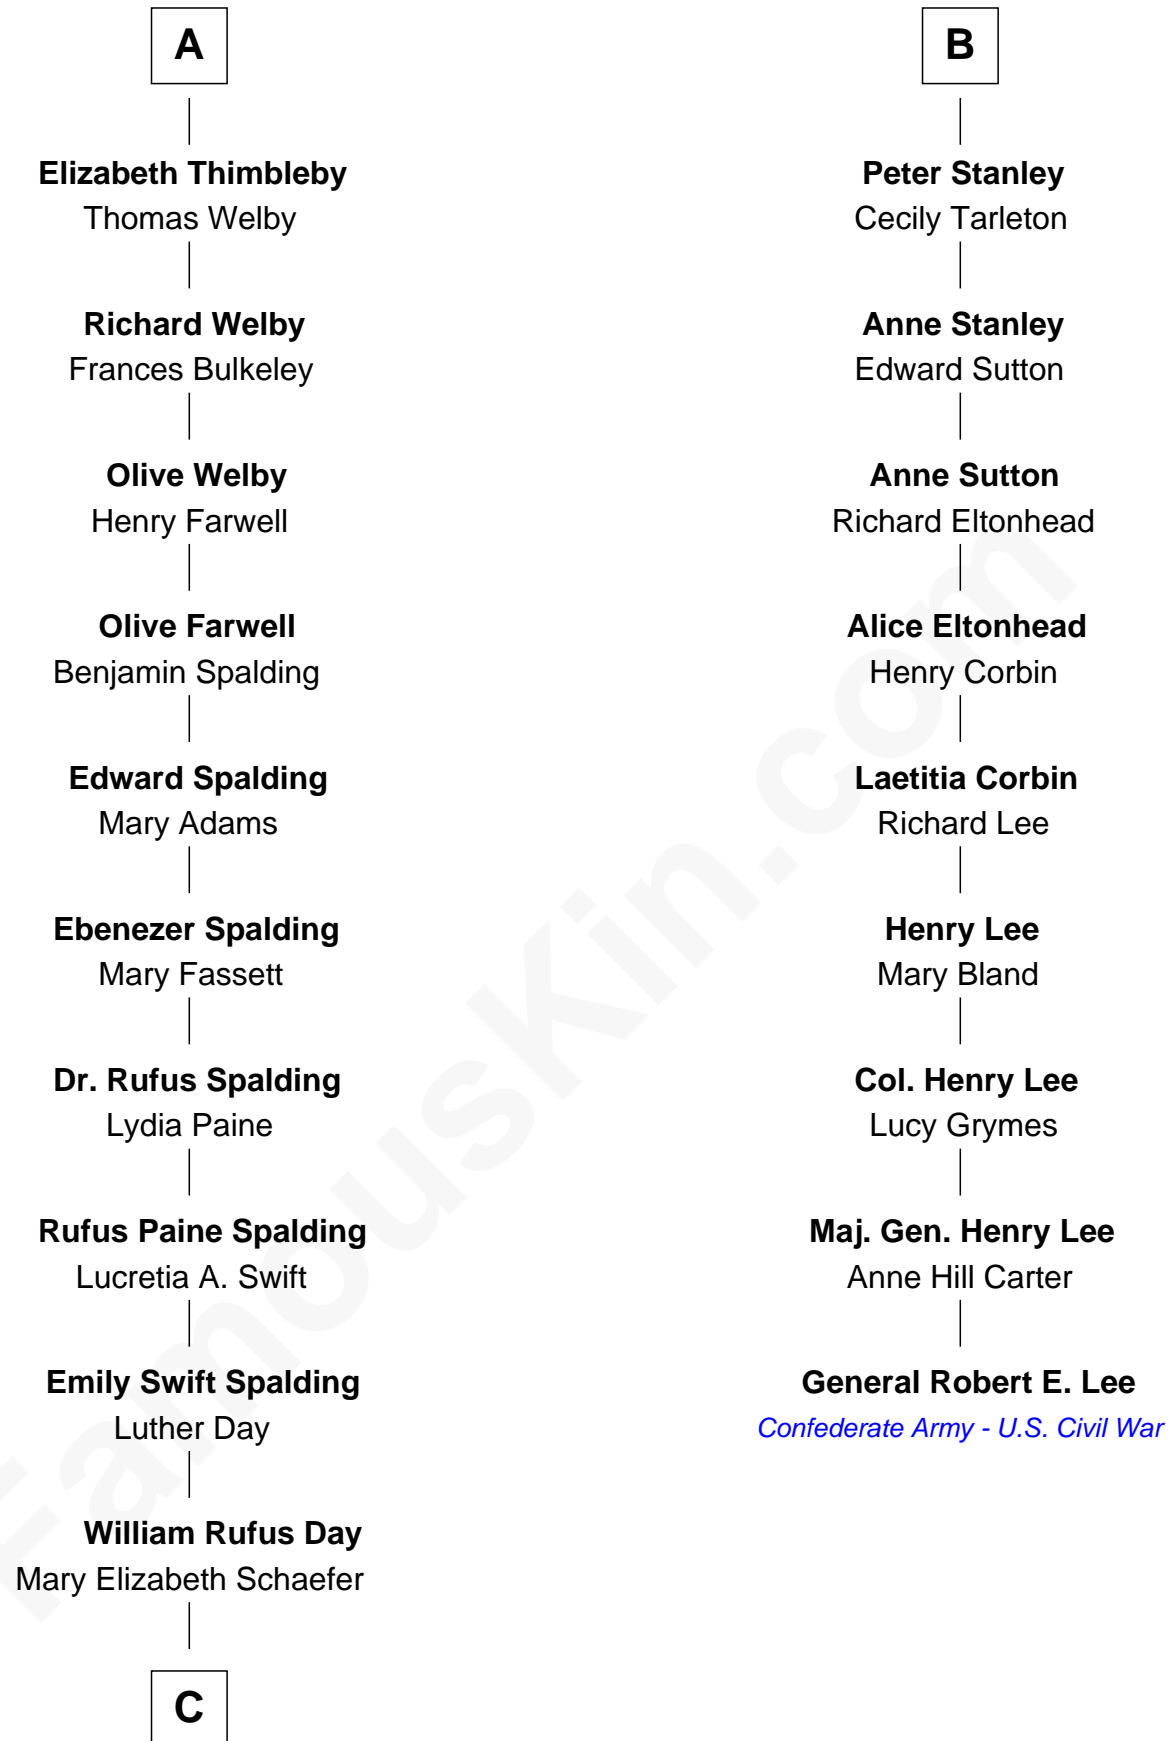 A
Elizabeth Thimbleby
Thomas Welby
Richard Welby
Frances Bulkeley
Olive Welby
Henry Farwell
Olive Farwell
Benjamin Spalding
Edward Spalding
Mary Adams
Ebenezer Spalding
Mary Fassett
Dr. Rufus Spalding
Lydia Paine
Rufus Paine Spalding
Lucretia A. Swift
Emily Swift Spalding
Luther Day
William Rufus Day
Mary Elizabeth Schaefer
C
B
Peter Stanley
Cecily Tarleton
Anne Stanley
Edward Sutton
Anne Sutton
Richard Eltonhead
Alice Eltonhead
Henry Corbin
Laetitia Corbin
Richard Lee
Henry Lee
Mary Bland
Col. Henry Lee
Lucy Grymes
Maj. Gen. Henry Lee
Anne Hill Carter
General Robert E. Lee
Confederate Army - U.S. Civil War
FamousKin.com